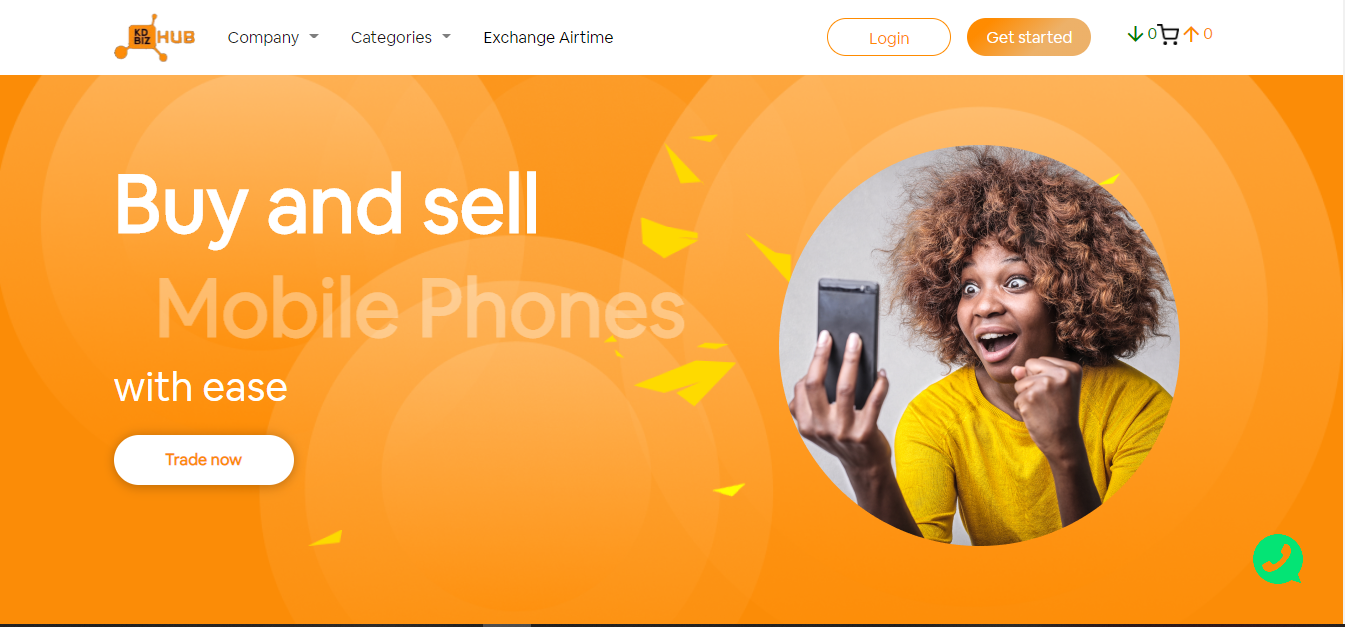 KD
BIZ
HUB
Company
Categories
Exchange Airtime
Login
Get started
0
0
Buy and sell
Mobile Phones
with ease
Trade now